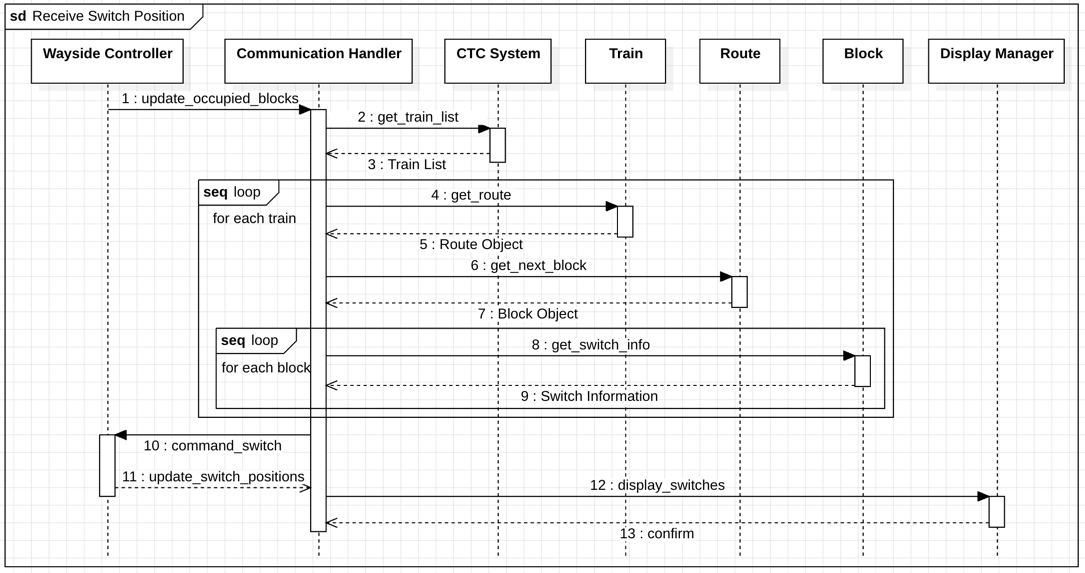 sd Receive Switch Position
Wayside Controller
Communication Handler
CTC System
Train
Route
Block
Display Manager
1 : update_occupied_blocks
2 : get_train_list
3 : Train List
seq loop
for each train
4 : get_route
5 : Route Object
6 : get_next_block
7 : Block Object
seq loop
for each block
8 : get_switch_info
9 : Switch Information
10 : command_switch
11 : update_switch_positions
12 : display_switches
13 : confirm